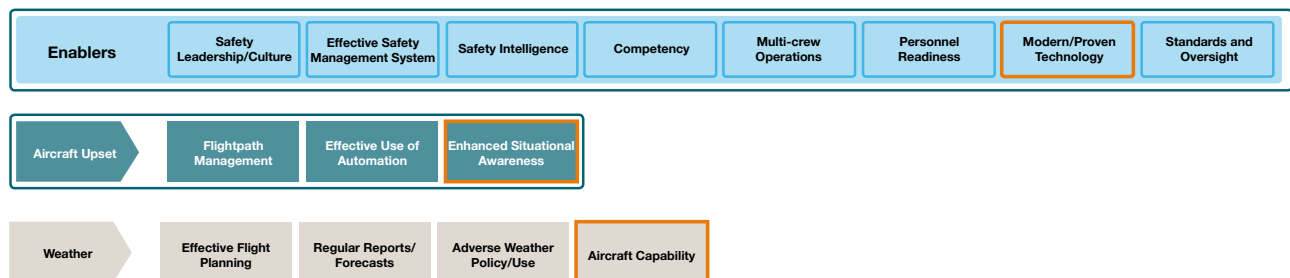 Enablers
Safety
Leadership/Culture
Effective Safety
Management System
Safety Intelligence
Competency
Multi-crew
Operations
Personnel
Readiness
Modern/Proven
Technology
Standards and
Oversight
Aircraft Upset
Flightpath
Management
Effective Use of
Automation
Enhanced Situational
Awareness
Weather
Effective Flight
Planning
Regular Reports/
Forecasts
Adverse Weather
Policy/Use
Aircraft Capability